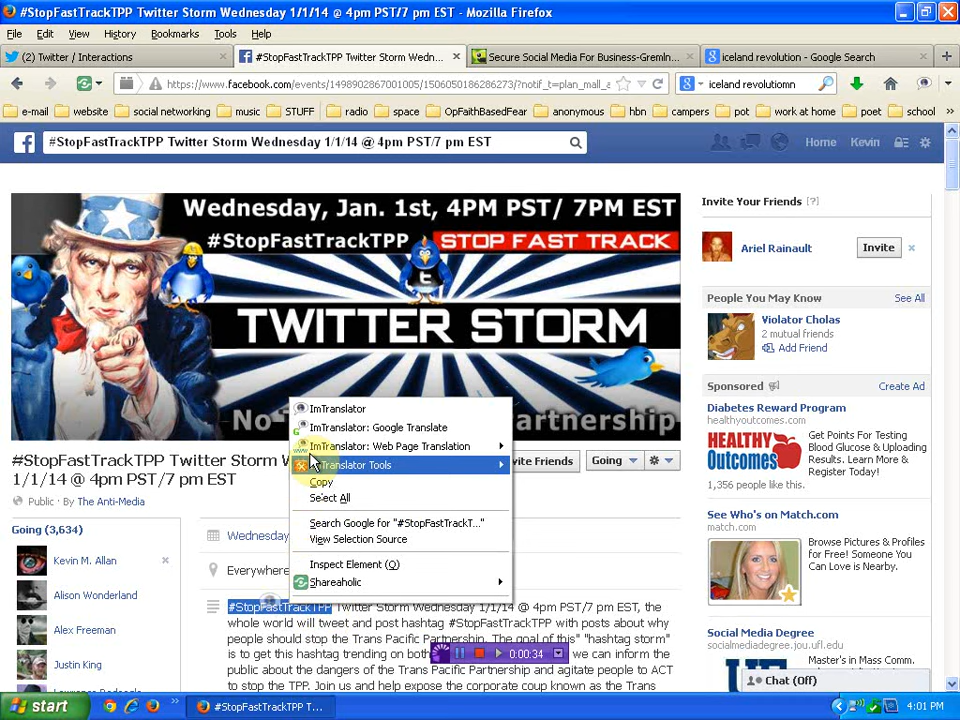 #StopFastTrackTPP Twitter Storm Wednesday 1/1/14 @ 4pm PST/7 pm EST - Mozilla Firefox
File Edit View History Bookmarks Tools Help
(2) Twitter / Interactions
#StopFastTrackTPP Twitter Storm Wedn...
Secure Social Media For Business-Gremln...
iceland revolution - Google Search
https://www.facebook.com/events/1498902867001005/1506050186286273/?notif_t=plan_mall_a
iceland revolutiomn
e-mail website social networking music STUFF radio space OpFaithBasedFear anonymous hbn campers pot work at home poet school
#StopFastTrackTPP Twitter Storm Wednesday 1/1/14 @ 4pm PST/7 pm EST
Home Kevin
Wednesday, Jan. 1st, 4PM PST/ 7PM EST
#StopFastTrackTPP STOP FAST TRACK
TWITTER STORM
artnership
#StopFastTrackTPP Twitter Storm W
1/1/14 @ 4pm PST/7 pm EST
Public · By The Anti-Media
vite Friends
Going
Going (3,634)
Kevin M. Allan
Alison Wonderland
Alex Freeman
Justin King
Wednesday
Everywhere
#StopFastTrackTPP Twitter Storm Wednesday 1/1/14 @ 4pm PST/7 pm EST, the
whole world will tweet and post hashtag #StopFastTrackTPP with posts about why
people should stop the Trans Pacific Partnership. The goal of this" "hashtag storm"
is to get this hashtag trending on both we can inform the
public about the dangers of the Trans Pacific Partnership and agitate people to ACT
to stop the TPP. Join us and help expose the corporate coup known as the Trans
ImTranslator
ImTranslator: Google Translate
ImTranslator: Web Page Translation
Translator Tools
Copy
Select All
Search Google for "#StopFastTrackT..."
View Selection Source
Inspect Element (Q)
Shareaholic
0:00:34
Invite Your Friends [?]
Ariel Rainault
Invite
People You May Know
See All
Violator Cholas
2 mutual friends
Add Friend
Sponsored
Create Ad
Diabetes Reward Program
healthyoutcomes.com
HEALTHY
Outcomes
Get Points For Testing
Blood Glucose & Uploading
from Meter. Learn More &
Register Today!
1,356 people like this.
See Who's on Match.com
match.com
Browse Pictures &
Profiles for Free! Someone You
Can Love is Nearby.
Social Media Degree
socialmediadegree.jou.ufl.edu
Master's in Mass Comm.
Chat (Off)
start
#StopFastTrackTPP T...
4:01 PM